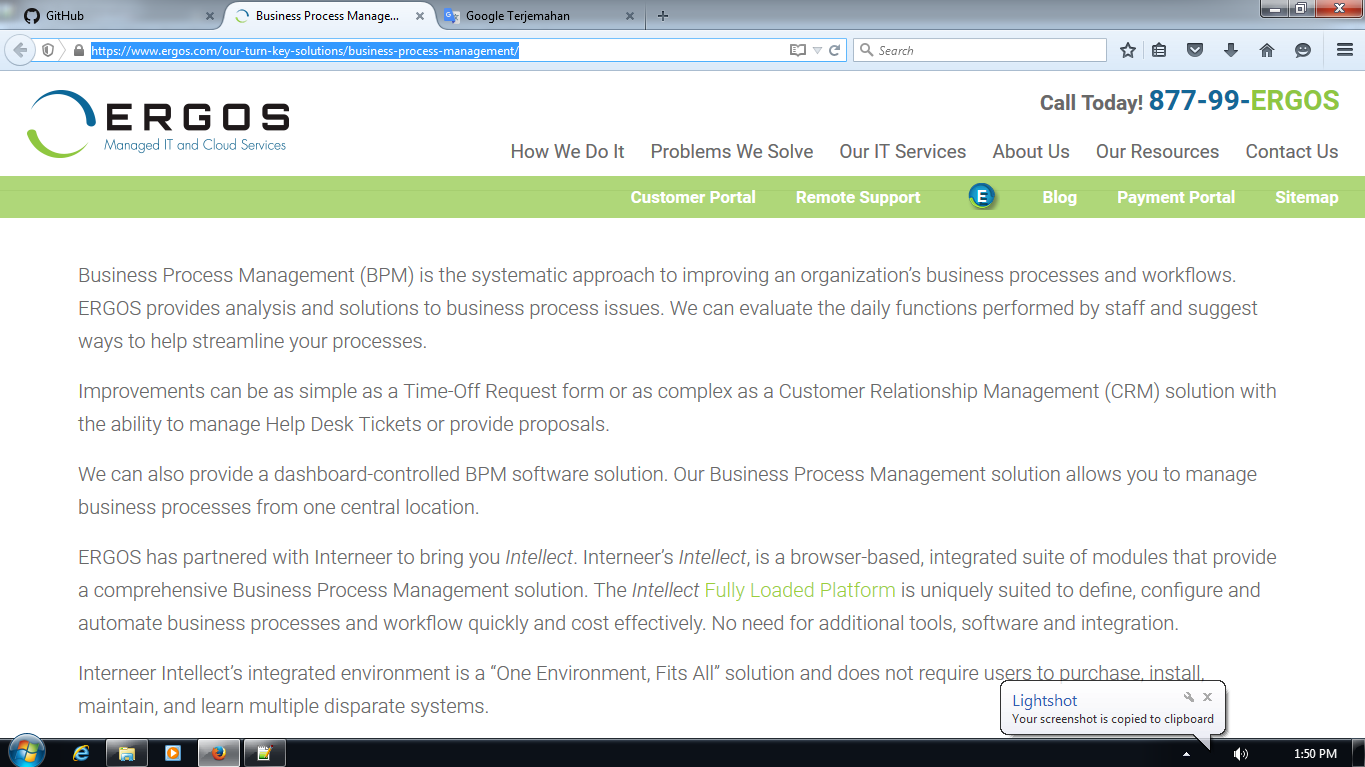 GitHub
Business Process Manage...
Google Terjemahan
https://www.ergos.com/our-turn-key-solutions/business-process-management/
Search
ERGOS
Managed IT and Cloud Services
Call Today! 877-99-ERGOS
How We Do It Problems We Solve Our IT Services About Us Our Resources Contact Us
Customer Portal Remote Support E Blog Payment Portal Sitemap
Business Process Management (BPM) is the systematic approach to improving an organization’s business processes and workflows.
ERGOS provides analysis and solutions to business process issues. We can evaluate the daily functions performed by staff and suggest
ways to help streamline your processes.
Improvements can be as simple as a Time-Off Request form or as complex as a Customer Relationship Management (CRM) solution with
the ability to manage Help Desk Tickets or provide proposals.
We can also provide a dashboard-controlled BPM software solution. Our Business Process Management solution allows you to manage
business processes from one central location.
ERGOS has partnered with Interneer to bring you Intellect. Interneer’s Intellect, is a browser-based, integrated suite of modules that provide
a comprehensive Business Process Management solution. The Intellect Fully Loaded Platform is uniquely suited to define, configure and
automate business processes and workflow quickly and cost effectively. No need for additional tools, software and integration.
Interneer Intellect’s integrated environment is a “One Environment, Fits All” solution and does not require users to purchase, install,
maintain, and learn multiple disparate systems.
Lightshot
Your screenshot is copied to clipboard
1:50 PM